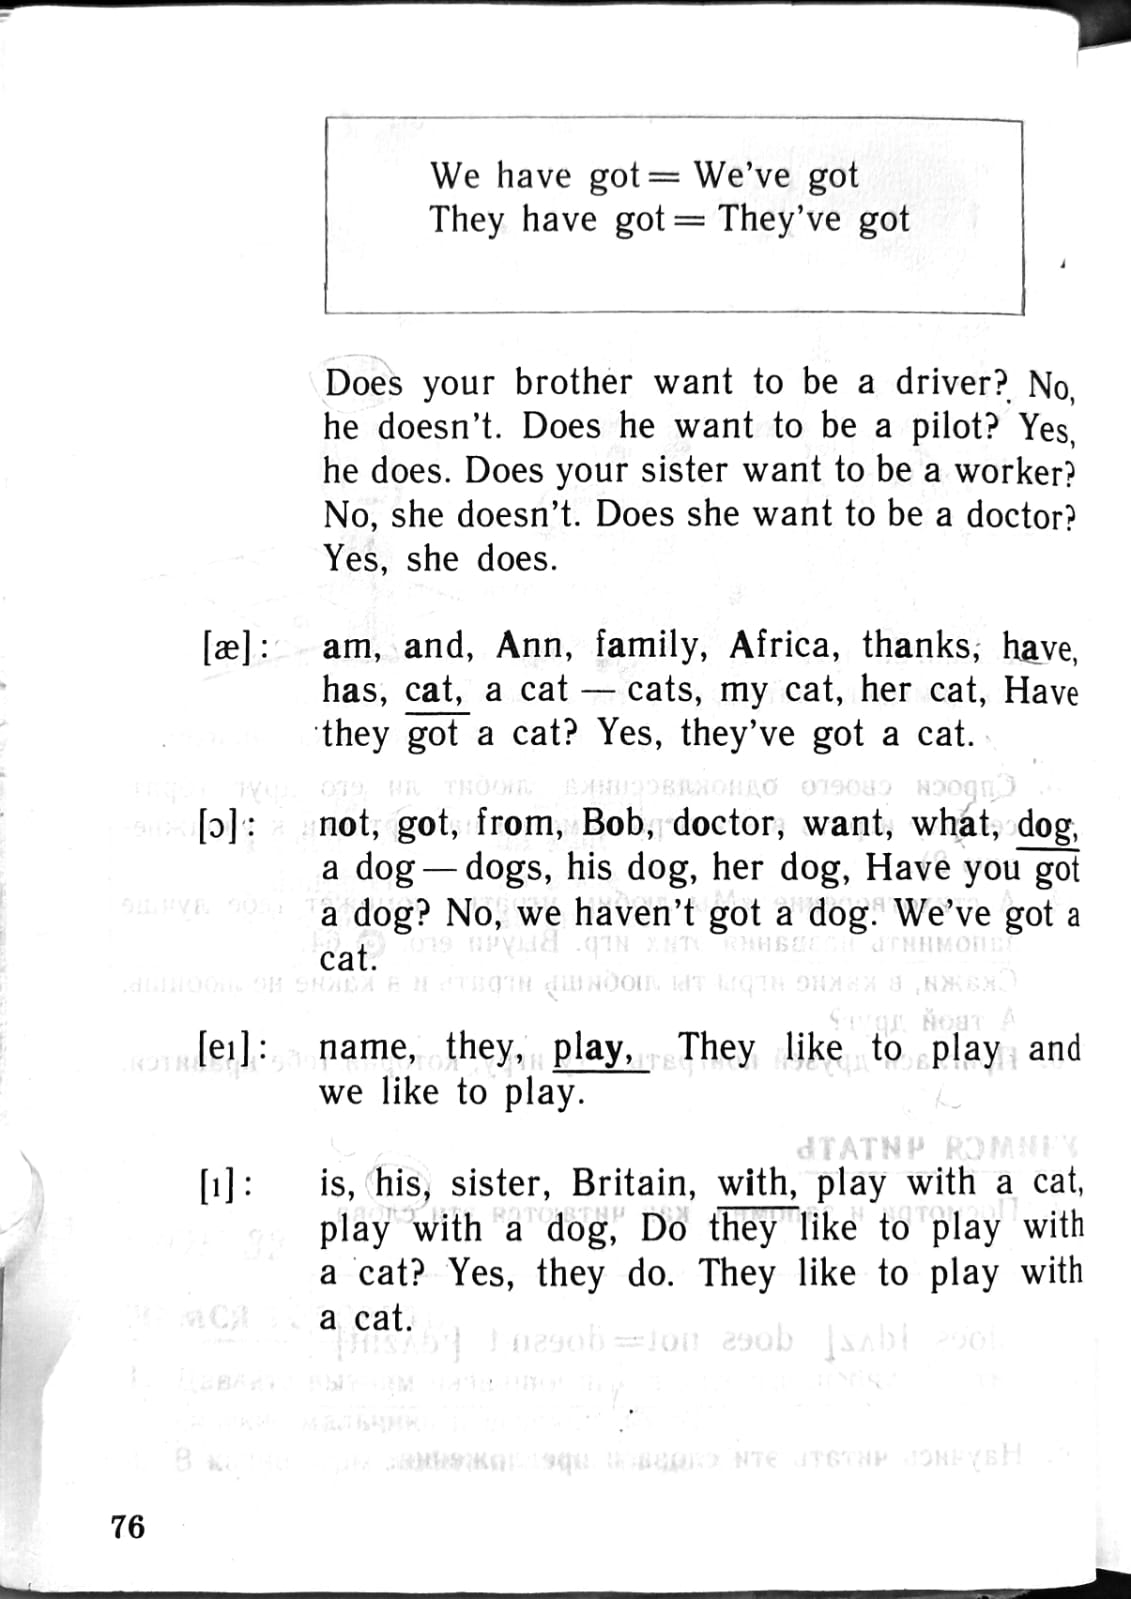 We have got = We've got
They have got = They've got
Does your brother want to be a driver? No,
he doesn't. Does he want to be a pilot? Yes,
he does. Does your sister want to be a worker?
No, she doesn't. Does she want to be a doctor?
Yes, she does.
[æ]: am, and, Ann, family, Africa, thanks, have,
has, cat, a cat — cats, my cat, her cat, Have
they got a cat? Yes, they've got a cat.
[ɔ]: not, got, from, Bob, doctor, want, what, dog,
a dog — dogs, his dog, her dog, Have you got
a dog? No, we haven't got a dog. We've got a
cat.
[eı]: name, they, play, They like to play and
we like to play.
[ı]: is, his, sister, Britain, with, play with a cat,
play with a dog, Do they like to play with
a cat? Yes, they do. They like to play with
a cat.
76